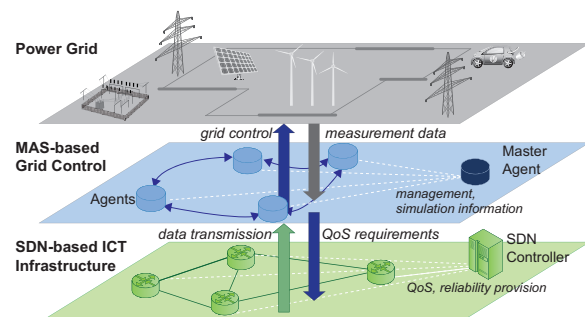 Power Grid
grid control
measurement data
MAS-based
Grid Control
Master
Agent
Agents
management,
simulation information
data transmission
QoS requirements
SDN-based ICT
Infrastructure
SDN
Controller
QoS, reliability provision